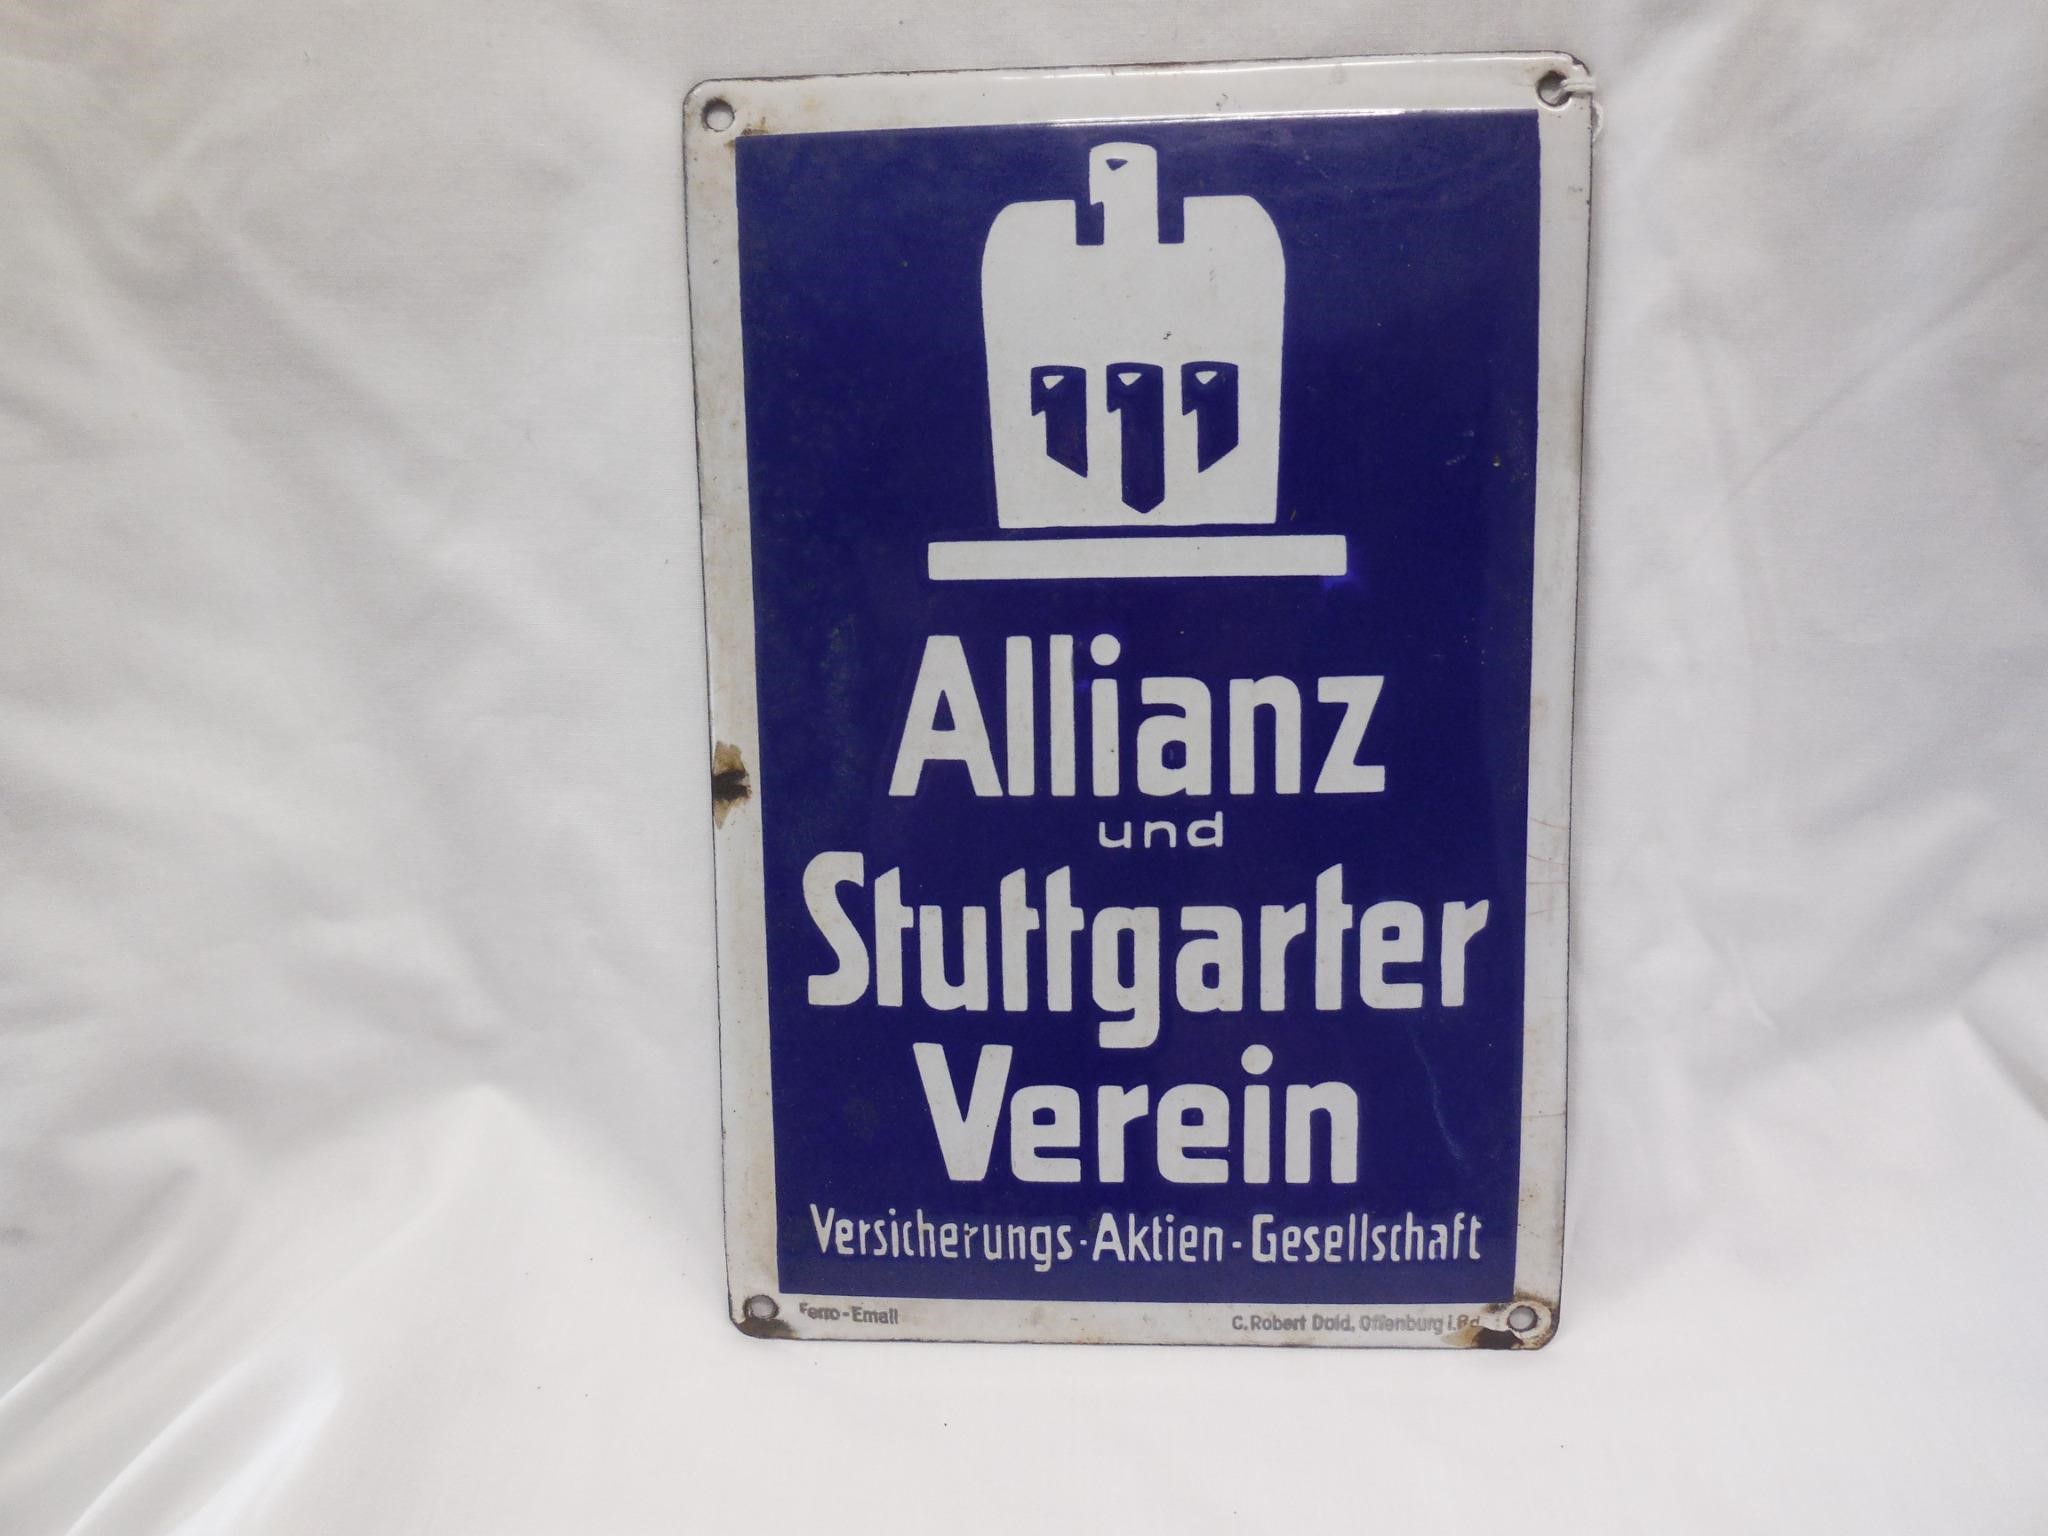 Allianz
und
Stuttgarter
Verein
Versicherungs-Aktien-Gesellschaft
Ferro-Email
C. Robert Dold, Offenburg i.Bd.